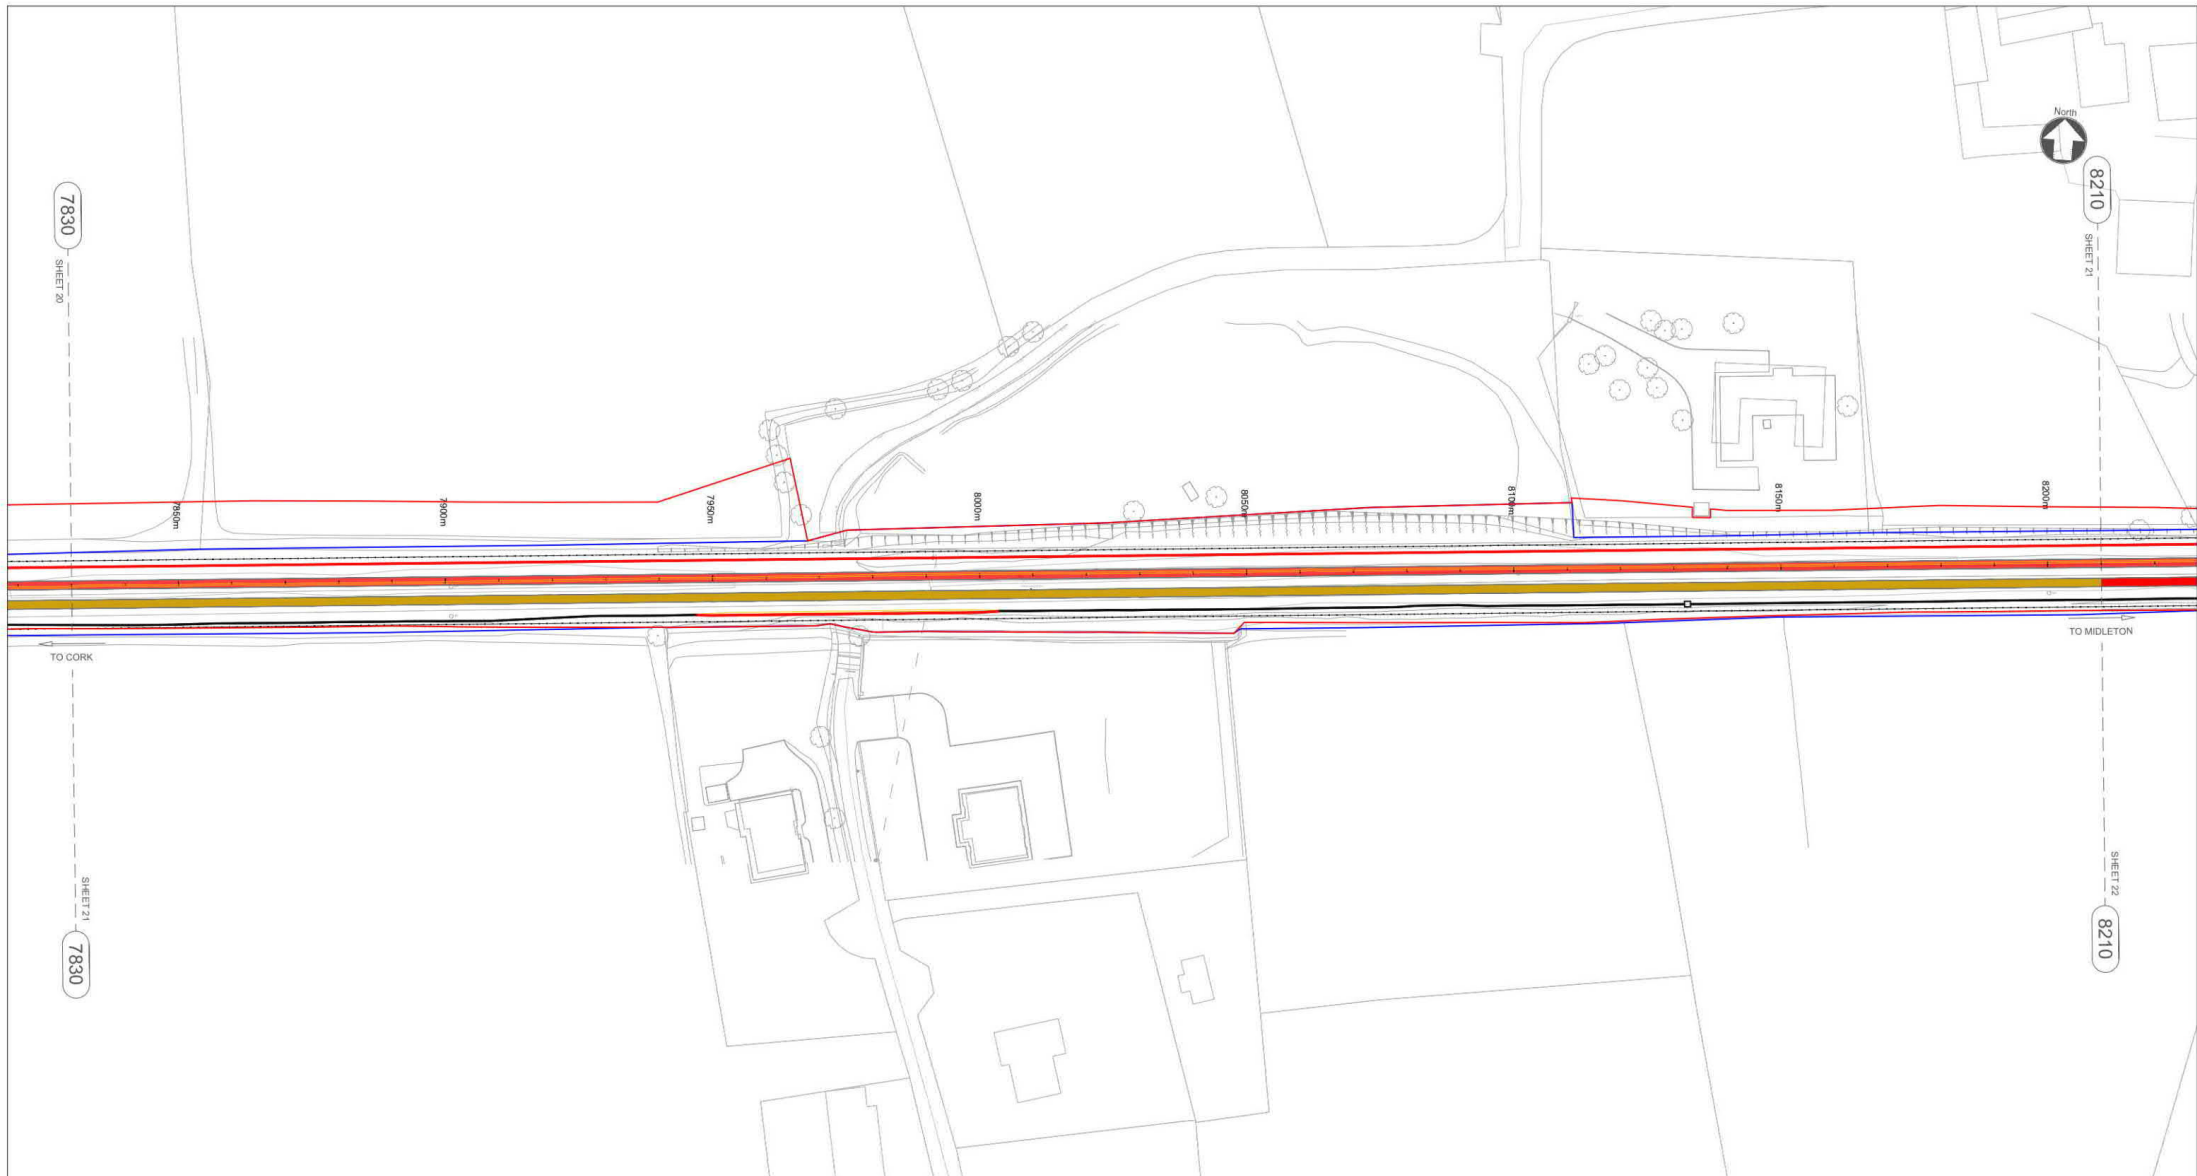 North
7830
SHEET 20
8210
SHEET 21
7850m
7900m
7950m
8000m
8050m
8100m
8150m
8200m
TO CORK
TO MIDLETON
SHEET 21
7830
SHEET 22
8210